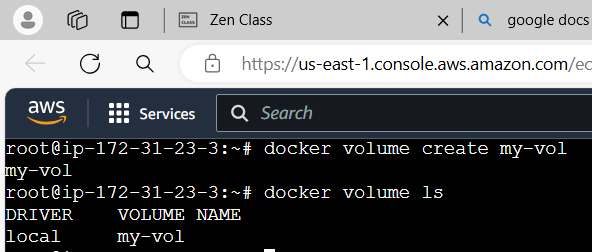 Zen Class
google docs
https://us-east-1.console.aws.amazon.com/ec
aws
Services
Search
root@ip-172-31-23-3:~# docker volume create my-vol
my-vol
root@ip-172-31-23-3:~# docker volume ls
DRIVER    VOLUME NAME
local     my-vol